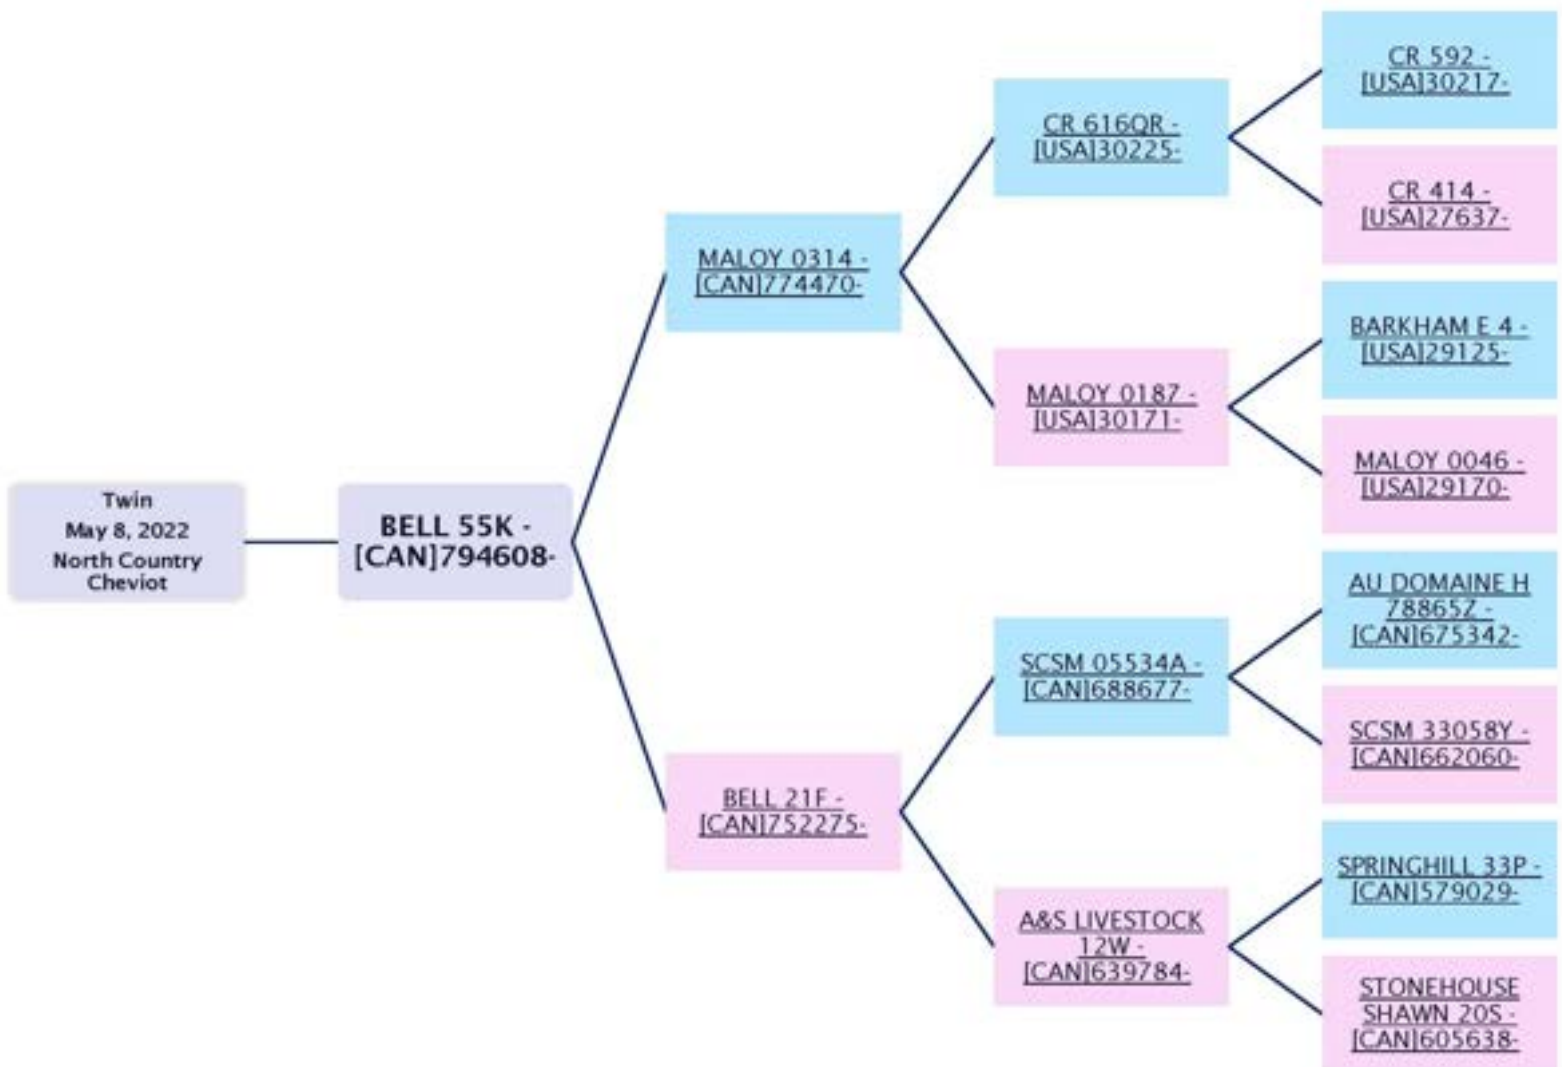 Twin
May 8, 2022
North Country
Cheviot
BELL 55K -
[CAN]794608-
MALOY 0314 -
[CAN]774470-
BELL 21F -
[CAN]752275-
CR 616QR -
[USA]30225-
MALOY 0187 -
[USA]30171-
SCSM 05534A -
[CAN]688677-
A&S LIVESTOCK
12W -
[CAN]639784-
CR 592 -
[USA]30217-
CR 414 -
[USA]27637-
BARKHAM E 4 -
[USA]29125-
MALOY 0046 -
[USA]29170-
AU DOMAINE H
78865Z -
[CAN]675342-
SCSM 33058Y -
[CAN]662060-
SPRINGHILL 33P -
[CAN]579029-
STONEHOUSE
SHAWN 20S -
[CAN]605638-